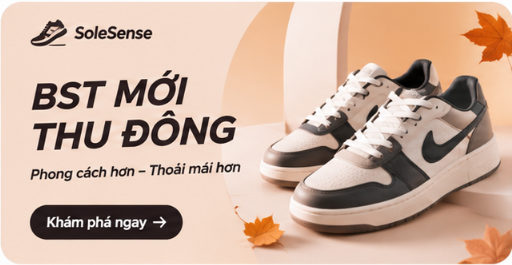 SoleSense
BST MỚI
THU ĐÔNG
Phong cách hơn – Thoải mái hơn
Khám phá ngay →